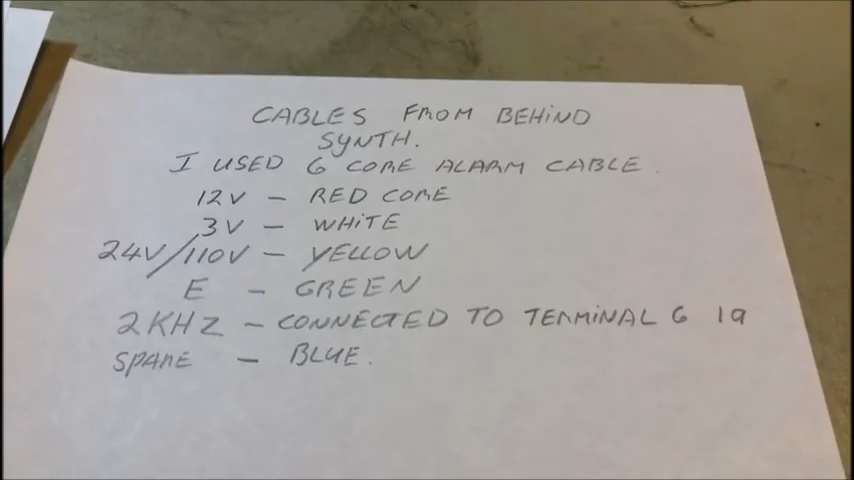 CABLES FROM BEHIND
SYNTH.
I USED 6 CORE ALARM CABLE.
12V - RED CORE
3V - WHITE
24V/110V - YELLOW
E - GREEN
2KHZ - CONNECTED TO TERMINAL 6 1a
SPARE - BLUE.